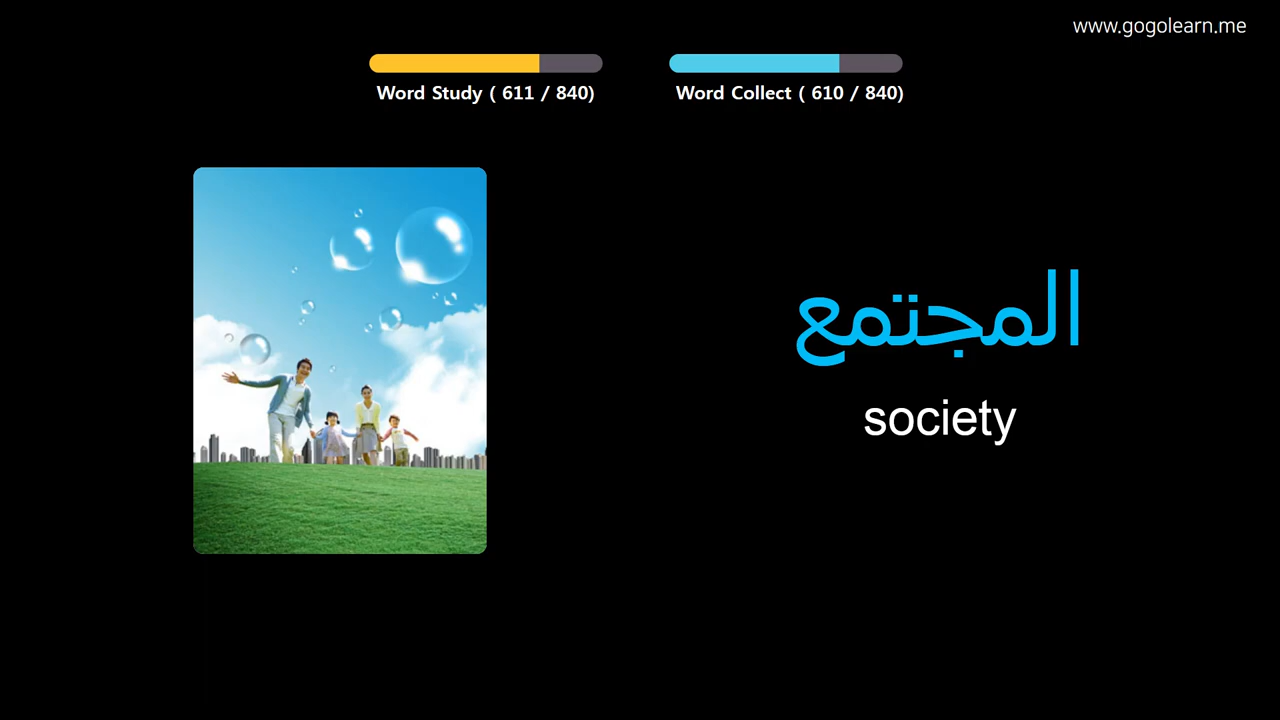 www.gogolearn.me
Word Study ( 611 / 840)
Word Collect ( 610 / 840)
المجتمع
society